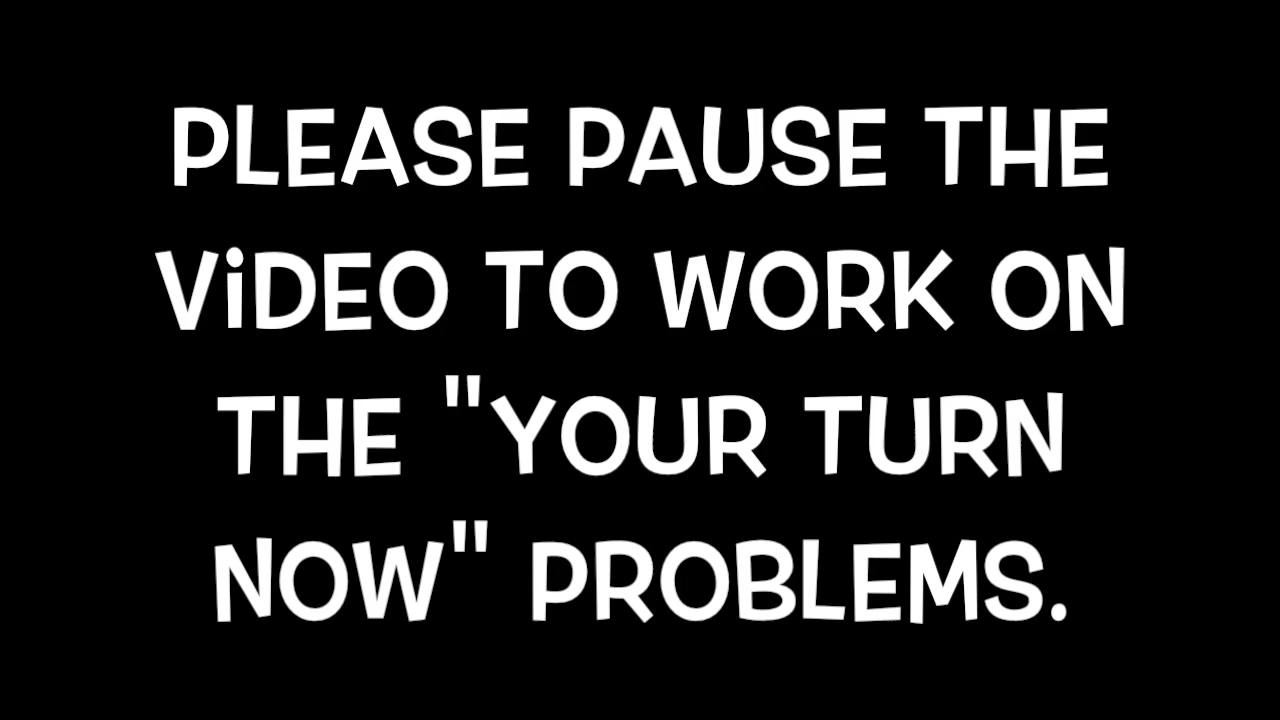 PLEASE PAUSE THE
ViDEO TO WORK ON
THE "YOUR TURN
NOW" PROBLEMS.